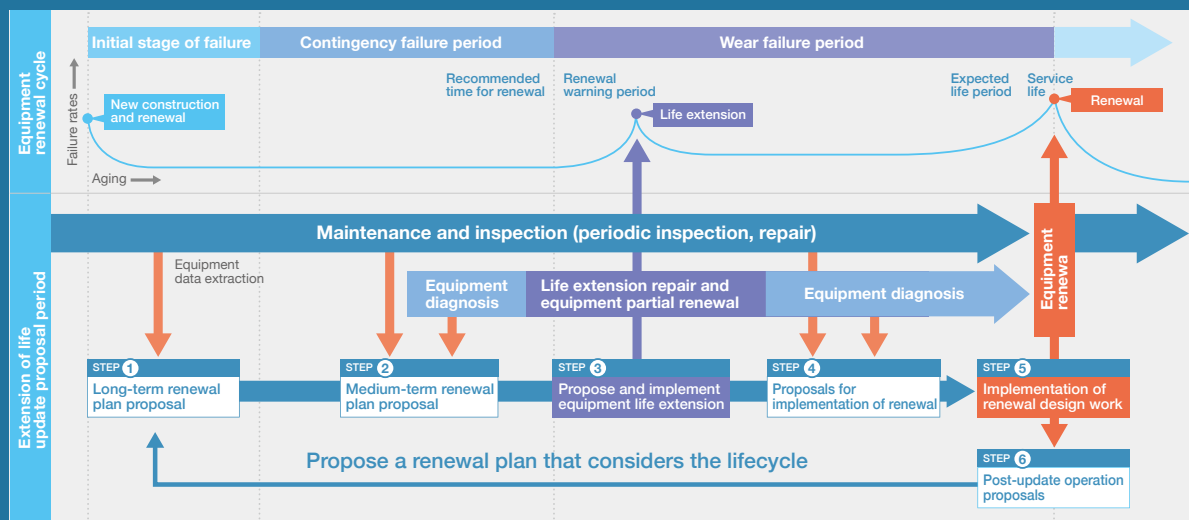 Equipment
renewal cycle
Initial stage of failure
Contingency failure period
Wear failure period
Failure rates
New construction
and renewal
Aging
Recommended
time for renewal
Renewal
warning period
Life extension
Expected
life period
Service
life
Renewal
Extension of life
update proposal period
Maintenance and inspection (periodic inspection, repair)
Equipment
data extraction
Equipment
diagnosis
Life extension repair and
equipment partial renewal
Equipment diagnosis
Equipment
renewa
STEP 1
Long-term renewal
plan proposal
STEP 2
Medium-term renewal
plan proposal
STEP 3
Propose and implement
equipment life extension
STEP 4
Proposals for
implementation of renewal
STEP 5
Implementation of
renewal design work
STEP 6
Post-update operation
proposals
Propose a renewal plan that considers the lifecycle